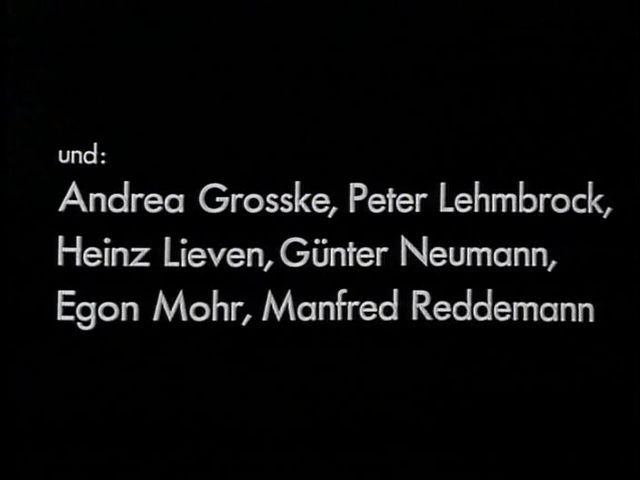 und:
Andrea Grosske, Peter Lehmbrock,
Heinz Lieven, Günter Neumann,
Egon Mohr, Manfred Reddemann